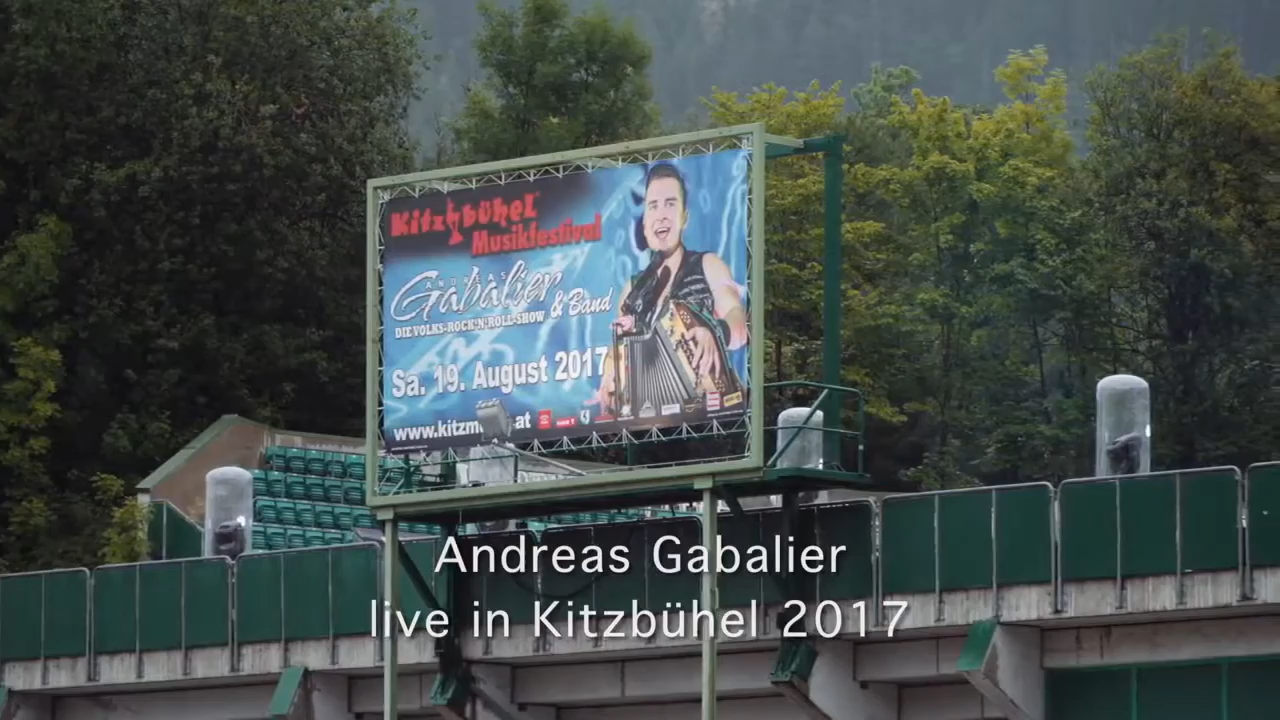 Kitzbühel
Musikfestival
ANDREAS
Gabalier & Band
DIE VOLKS-ROCK'N'ROLL-SHOW
Sa. 19. August 2017
Andreas Gabalier
live in Kitzbühel 2017